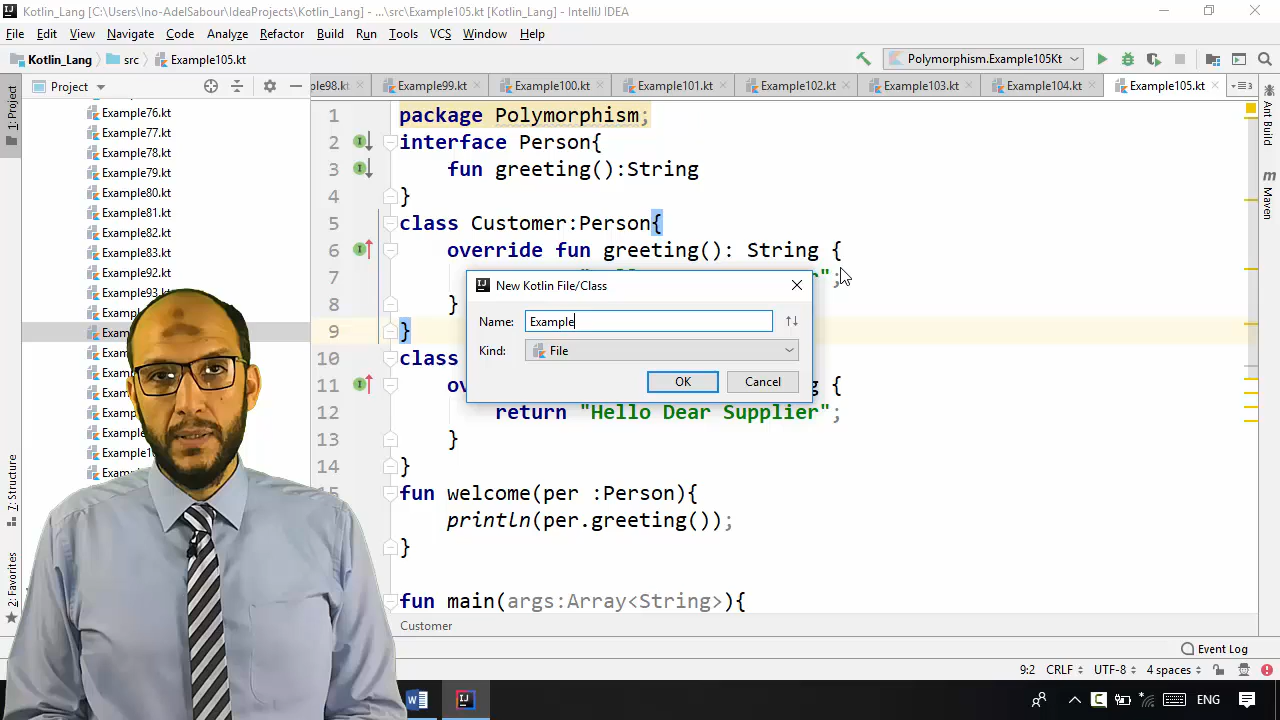 Kotlin_Lang [C:\Users\Ino-AdelSabour\IdeaProjects\Kotlin_Lang] - ...\src\Example105.kt [Kotlin_Lang] - IntelliJ IDEA
File Edit View Navigate Code Analyze Refactor Build Run Tools VCS Window Help
Kotlin_Lang src Example105.kt Polymorphism.Example105Kt
Project Example99.kt Example100.kt Example101.kt Example102.kt Example103.kt Example104.kt Example105.kt
1: Project
7: Structure
2: Favorites
Example76.kt
Example77.kt
Example78.kt
Example79.kt
Example80.kt
Example81.kt
Example82.kt
Example83.kt
Example92.kt
1 package Polymorphism;
2 interface Person{
3 fun greeting():String
4 }
5 class Customer:Person{
6 override fun greeting(): String {
7 ";
8 }
9 }
10 class
11 {
12 return "Hello Dear Supplier";
13 }
14 }
fun welcome(per :Person){
println(per.greeting());
}
fun main(args:Array<String>){
Customer
New Kotlin File/Class
Name: Example
Kind: File
OK Cancel
Ant Build
Maven
Event Log
9:2 CRLF UTF-8 4 spaces
ENG